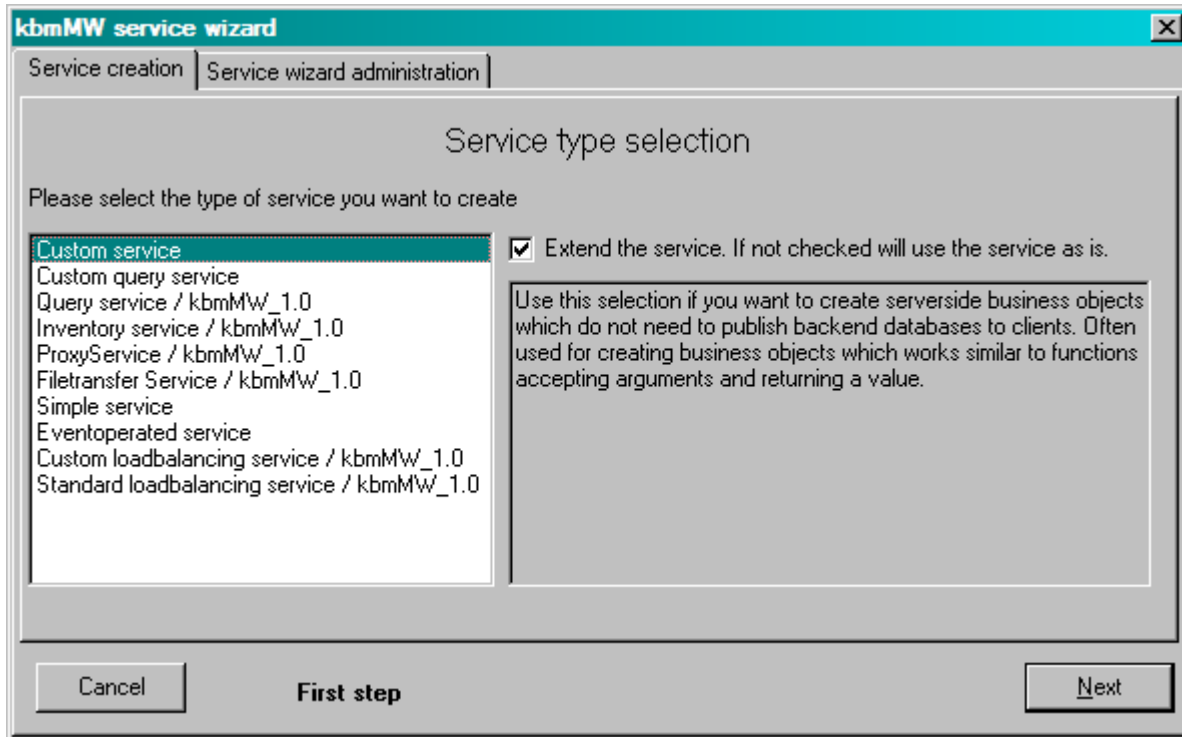 kbmMW service wizard
Service creation
Service wizard administration
Service type selection
Please select the type of service you want to create
Custom service
Custom query service
Query service / kbmMW_1.0
Inventory service / kbmMW_1.0
ProxyService / kbmMW_1.0
Filetransfer Service / kbmMW_1.0
Simple service
Eventoperated service
Custom loadbalancing service / kbmMW_1.0
Standard loadbalancing service / kbmMW_1.0
Extend the service. If not checked will use the service as is.
Use this selection if you want to create serverside business objects
which do not need to publish backend databases to clients. Often
used for creating business objects which works similar to functions
accepting arguments and returning a value.
Cancel
First step
Next